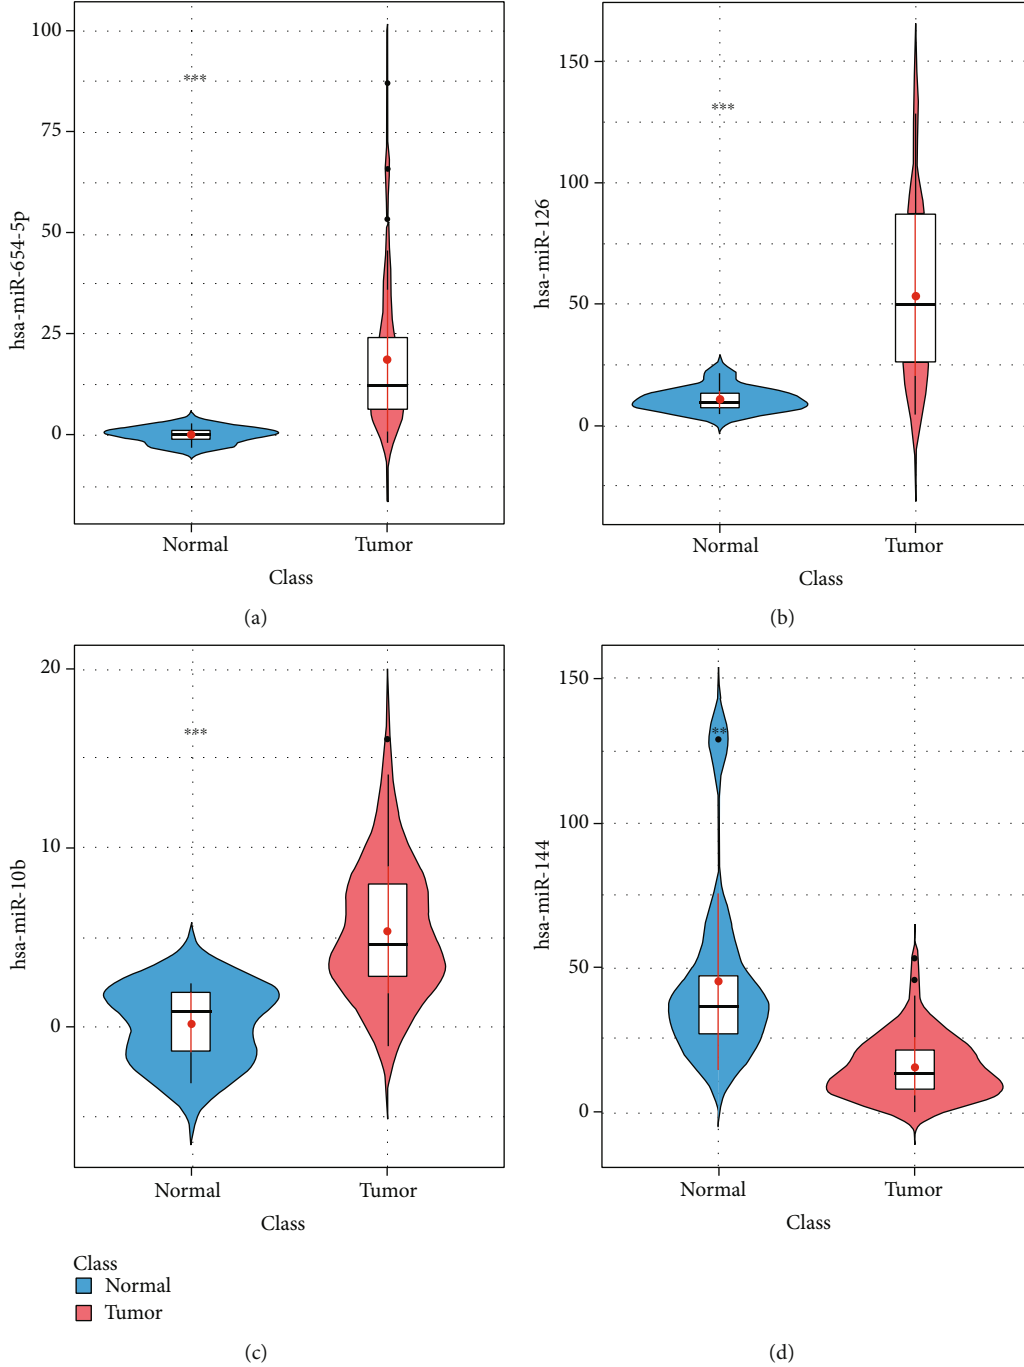 100
75
50
25
0
hsa-miR-654-5p
***
Normal
Tumor
Class
(a)
150
100
50
0
hsa-miR-126
***
Normal
Tumor
Class
(b)
20
10
0
hsa-miR-10b
***
Normal
Tumor
Class
Class
Normal
Tumor
(c)
150
100
50
0
hsa-miR-144
**
Normal
Tumor
Class
(d)